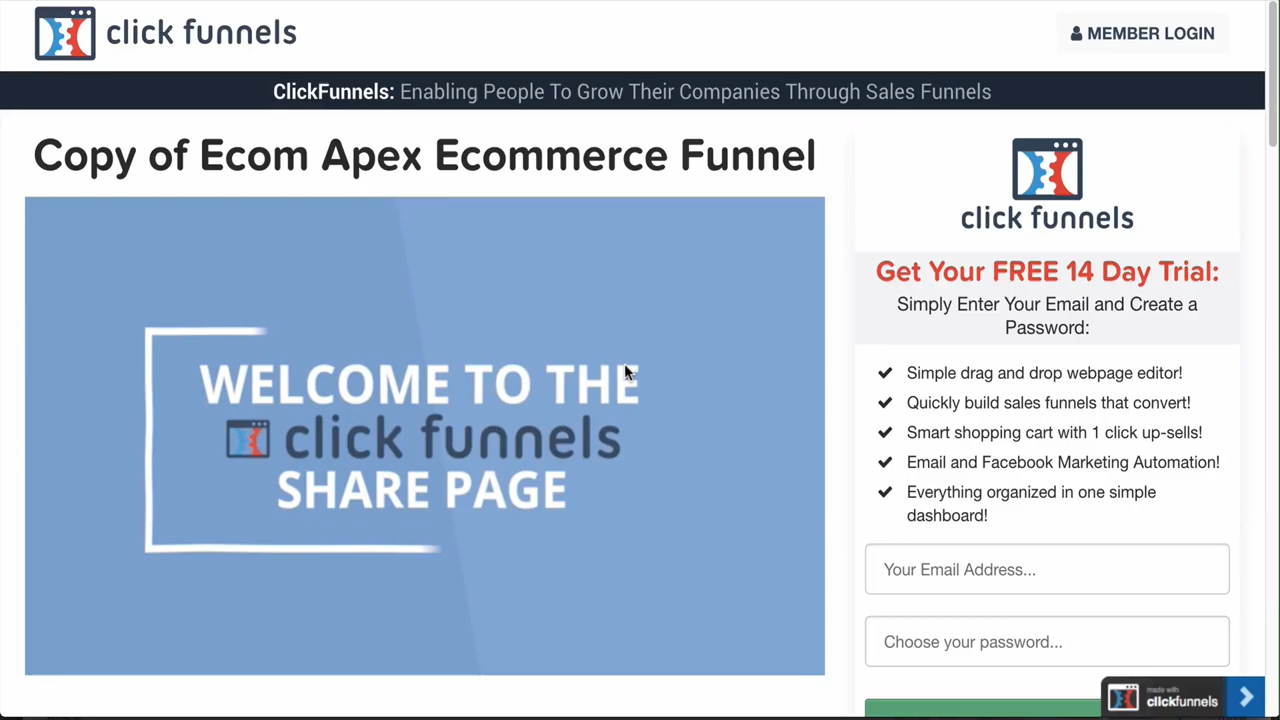 click funnels
MEMBER LOGIN
ClickFunnels: Enabling People To Grow Their Companies Through Sales Funnels
Copy of Ecom Apex Ecommerce Funnel
WELCOME TO THE
click funnels
SHARE PAGE
click funnels
Get Your FREE 14 Day Trial:
Simply Enter Your Email and Create a
Password:
Simple drag and drop webpage editor!
Quickly build sales funnels that convert!
Smart shopping cart with 1 click up-sells!
Email and Facebook Marketing Automation!
Everything organized in one simple
dashboard!
Your Email Address...
Choose your password...
made with
clickfunnels